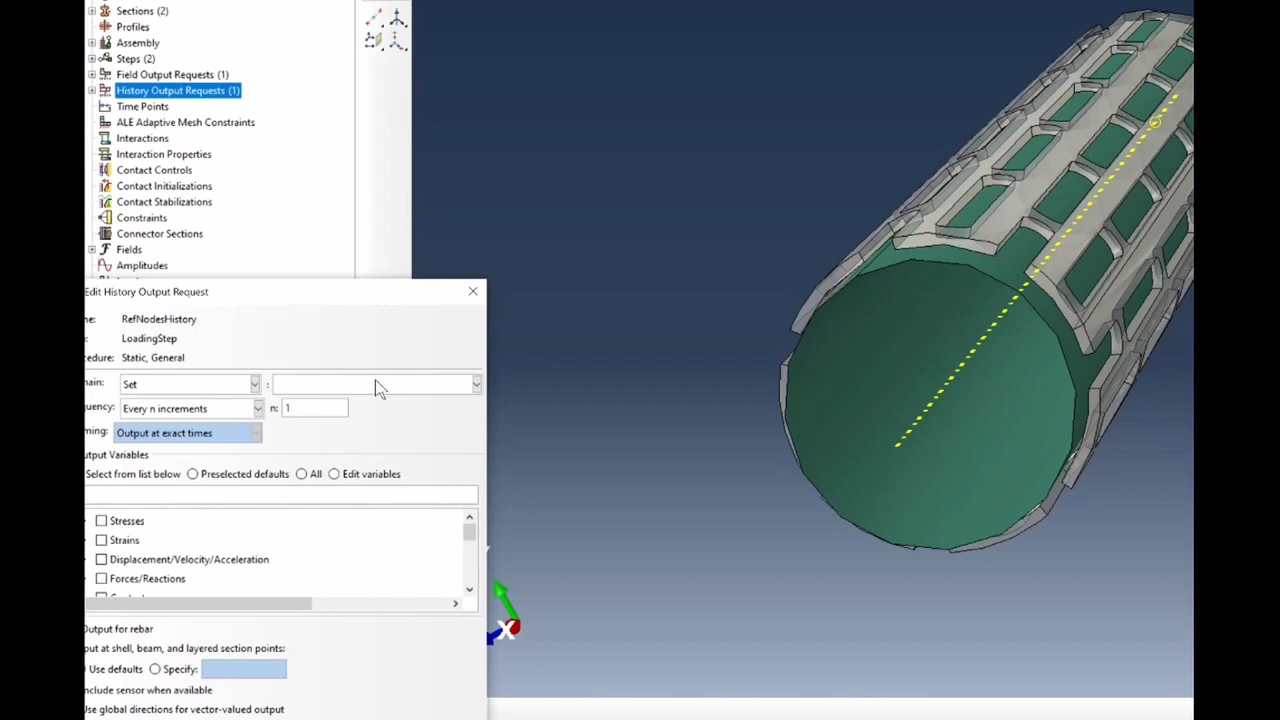 Sections (2)
Profiles
Assembly
Steps (2)
Field Output Requests (1)
History Output Requests (1)
Time Points
ALE Adaptive Mesh Constraints
Interactions
Interaction Properties
Contact Controls
Contact Initializations
Contact Stabilizations
Constraints
Connector Sections
Fields
Amplitudes
Edit History Output Request
ne: RefNodesHistory
: LoadingStep
cedure: Static, General
main: Set :
quency: Every n increments n: 1
ming: Output at exact times
utput Variables
Select from list below Preselected defaults All Edit variables
Stresses
Strains
Displacement/Velocity/Acceleration
Forces/Reactions
Output for rebar
put at shell, beam, and layered section points:
Use defaults Specify:
nclude sensor when available
Use global directions for vector-valued output
X